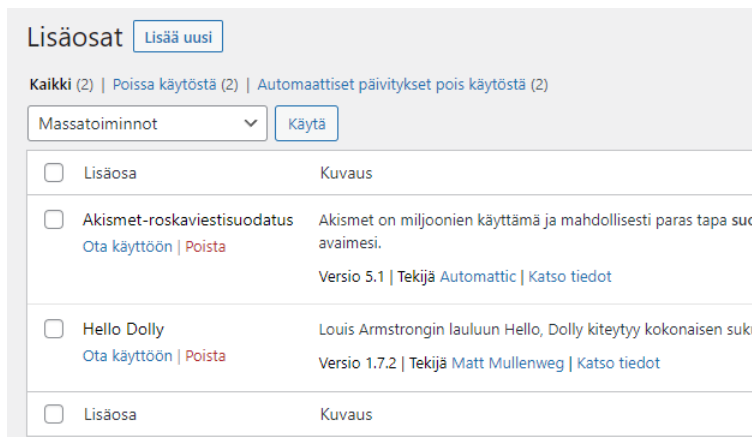 Lisäosat Lisää uusi
Kaikki (2) | Poissa käytöstä (2) | Automaattiset päivitykset pois käytöstä (2)
Massatoiminnot Käytä
Lisäosa Kuvaus
Akismet-roskaviestisuodatus Akismet on miljoonien käyttämä ja mahdollisesti paras tapa
Ota käyttöön | Poista avaimesi.
Versio 5.1 | Tekijä Automattic | Katso tiedot
Hello Dolly Louis Armstrongin lauluun Hello, Dolly kiteytyy kokonaisen
Ota käyttöön | Poista Versio 1.7.2 | Tekijä Matt Mullenweg | Katso tiedot
Lisäosa Kuvaus